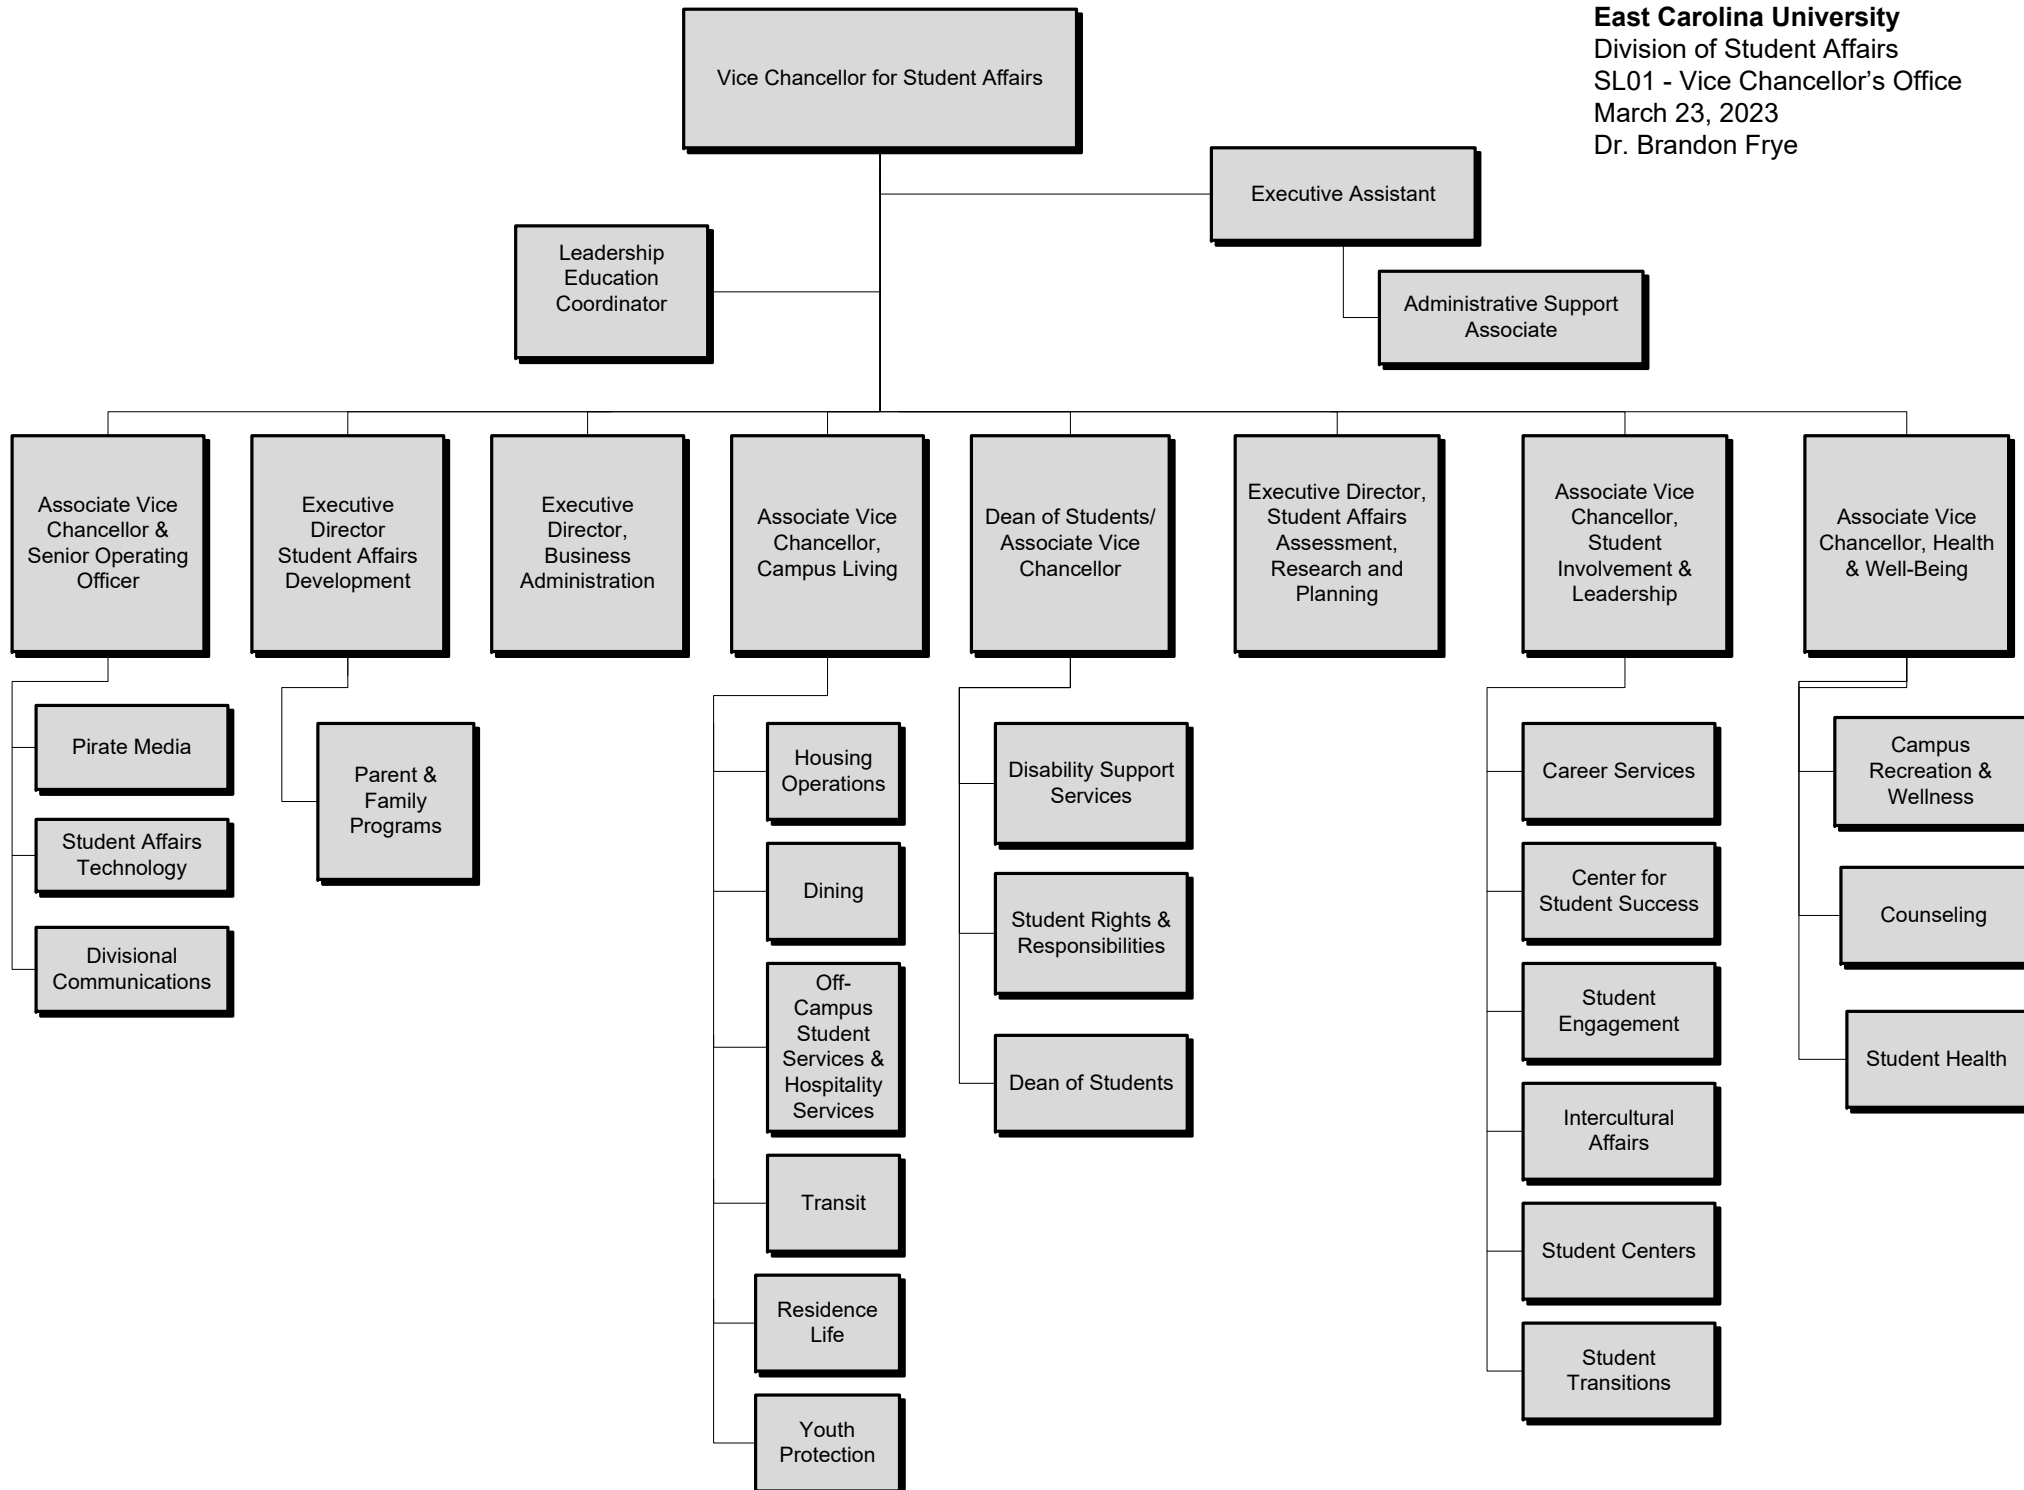 East Carolina University
Division of Student Affairs
SL01 - Vice Chancellor's Office
March 23, 2023
Dr. Brandon Frye
Vice Chancellor for Student Affairs
Executive Assistant
Leadership
Education
Coordinator
Administrative Support
Associate
Associate Vice
Chancellor &
Senior Operating
Officer
Executive
Director
Student Affairs
Development
Executive
Director,
Business
Administration
Associate Vice
Chancellor,
Campus Living
Dean of Students/
Associate Vice
Chancellor
Executive Director,
Student Affairs
Assessment,
Research and
Planning
Associate Vice
Chancellor,
Student
Involvement &
Leadership
Associate Vice
Chancellor, Health
& Well-Being
Pirate Media
Student Affairs
Technology
Divisional
Communications
Parent &
Family
Programs
Housing
Operations
Dining
Off-
Campus
Student
Services &
Hospitality
Services
Transit
Residence
Life
Youth
Protection
Disability Support
Services
Student Rights &
Responsibilities
Dean of Students
Career Services
Center for
Student Success
Student
Engagement
Intercultural
Affairs
Student Centers
Student
Transitions
Campus
Recreation &
Wellness
Counseling
Student Health